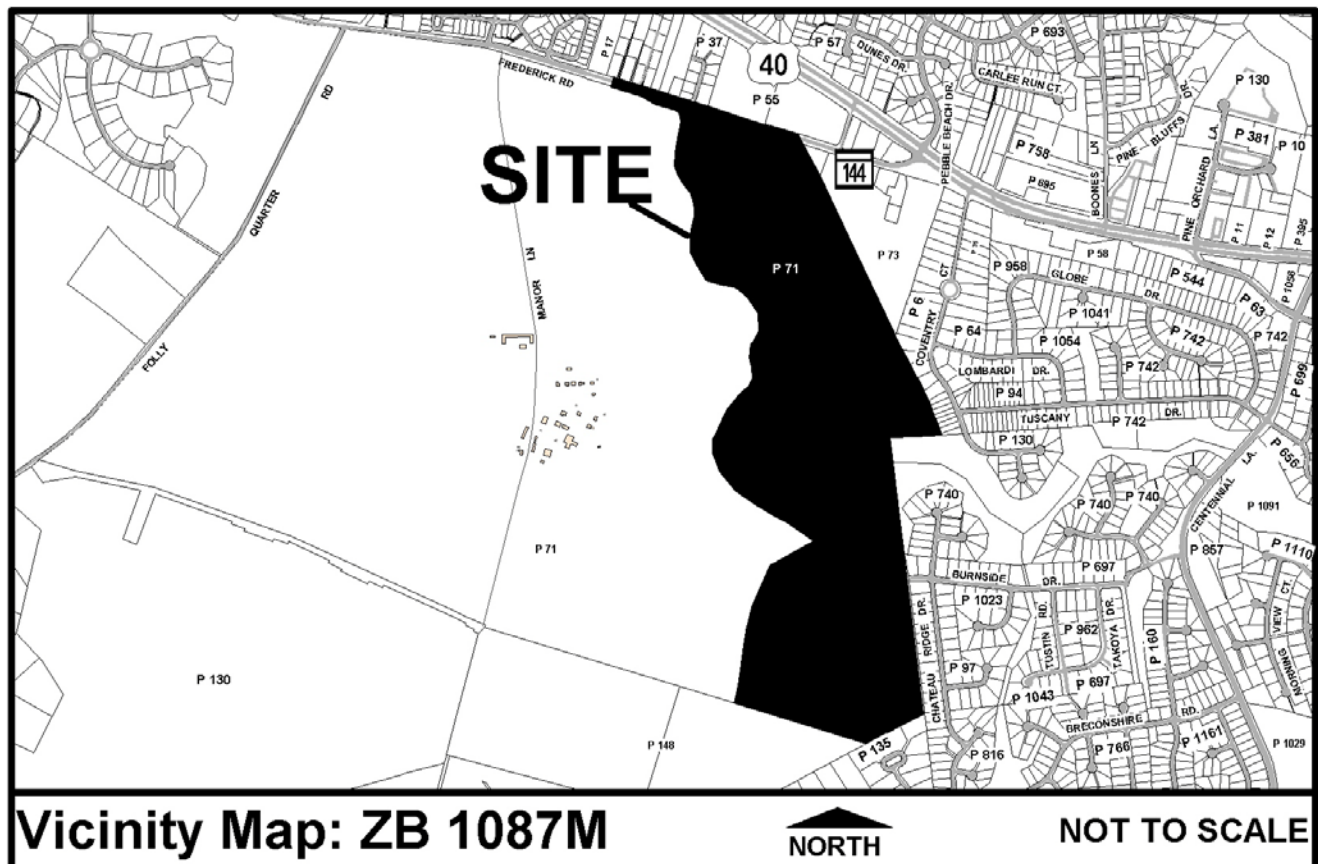 P 17
P 37
P 57
DUNES DR.
P 693
CARLEE RUN CT.
40
FREDERICK RD
P 55
PEBBLE BEACH DR.
P 130
P 381
P 10
PINE BLUFFS DR
P 758
P 695
BOONES LN
PINE ORCHARD LA.
144
SITE
FOLLY QUARTER RD
MANOR LN
P 71
P 73
P 11
P 12
P 395
P 58
P 544
P 1058
P 958
GLOBE DR.
P 1041
P 63
P 6
COVENTRY CT
P 64
P 1054
P 742
P 742
P 742
P 699
LOMBARDI DR.
P 94
TUSCANY DR.
P 742
P 130
P 656
P 740
P 740
P 740
CENTENNIAL LA.
P 1091
P 71
P 857
P 1110
BURNSIDE DR.
P 697
P 1023
TUSTIN RD.
P 962
TAKOYA DR.
P 160
MORNING VIEW CT.
CHATEAU RIDGE DR.
P 97
P 697
P 1043
P 130
BRECONSHIRE RD.
P 148
P 135
P 816
P 766
P 1161
P 1029
Vicinity Map: ZB 1087M
NORTH
NOT TO SCALE